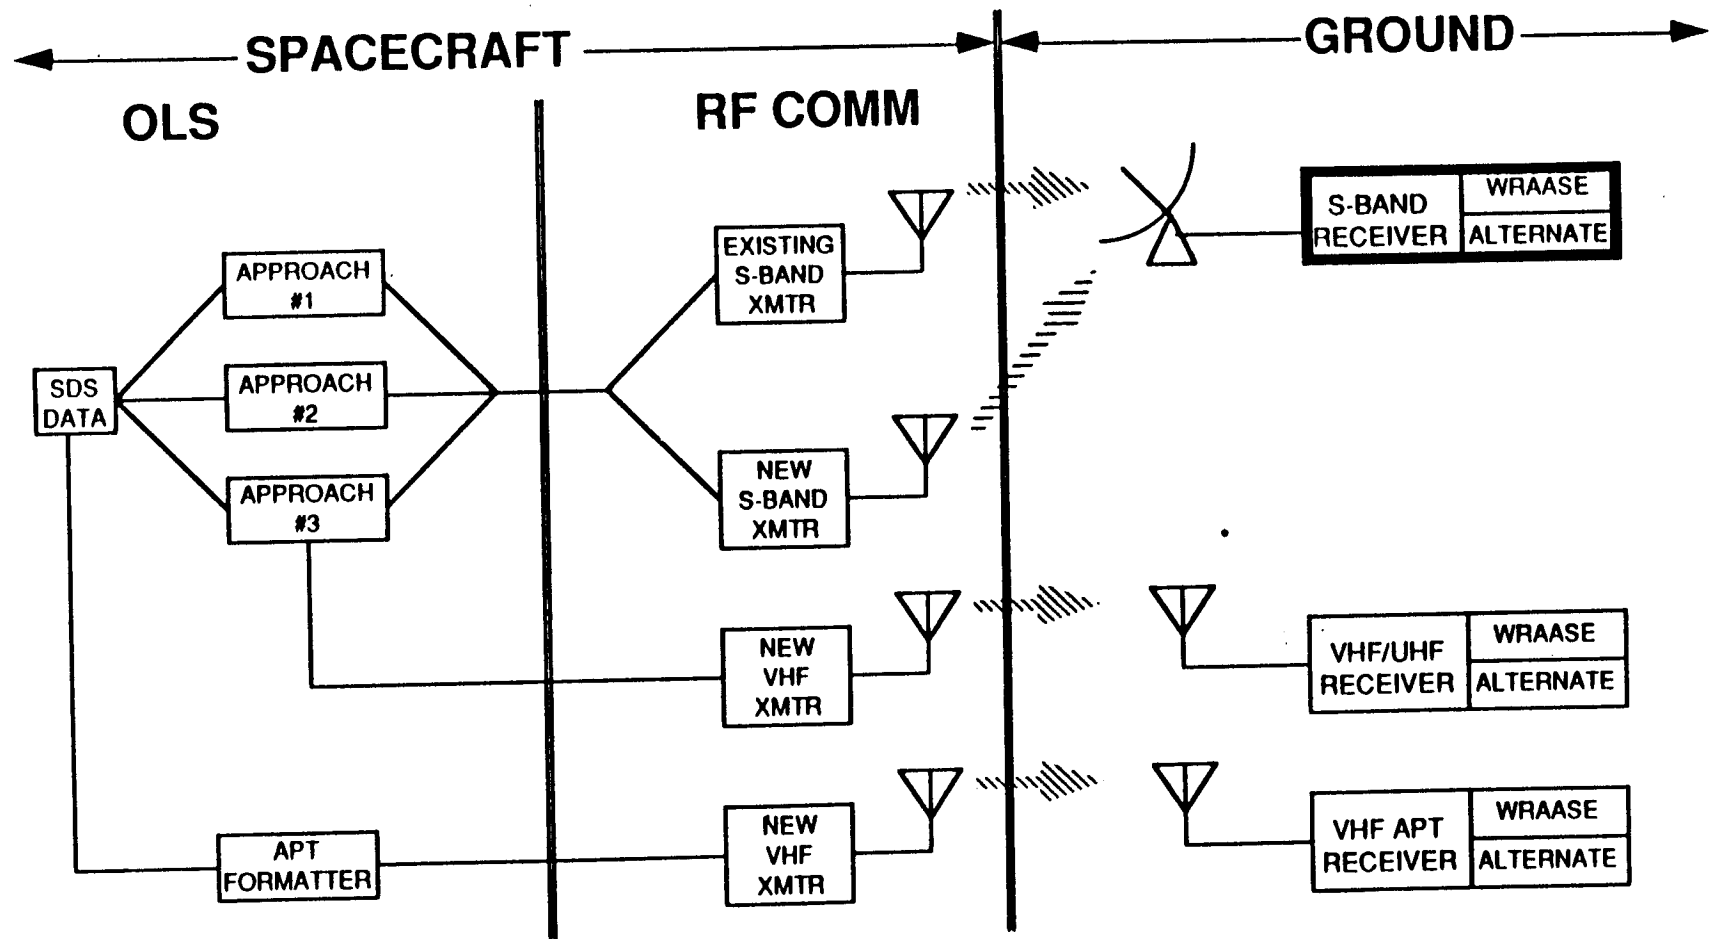 SPACECRAFT
GROUND
OLS
RF COMM
SDS
DATA
APPROACH
#1
APPROACH
#2
APPROACH
#3
APT
FORMATTER
EXISTING
S-BAND
XMTR
NEW
S-BAND
XMTR
NEW
VHF
XMTR
NEW
VHF
XMTR
S-BAND
RECEIVER
WRAASE
ALTERNATE
VHF/UHF
RECEIVER
WRAASE
ALTERNATE
VHF APT
RECEIVER
WRAASE
ALTERNATE